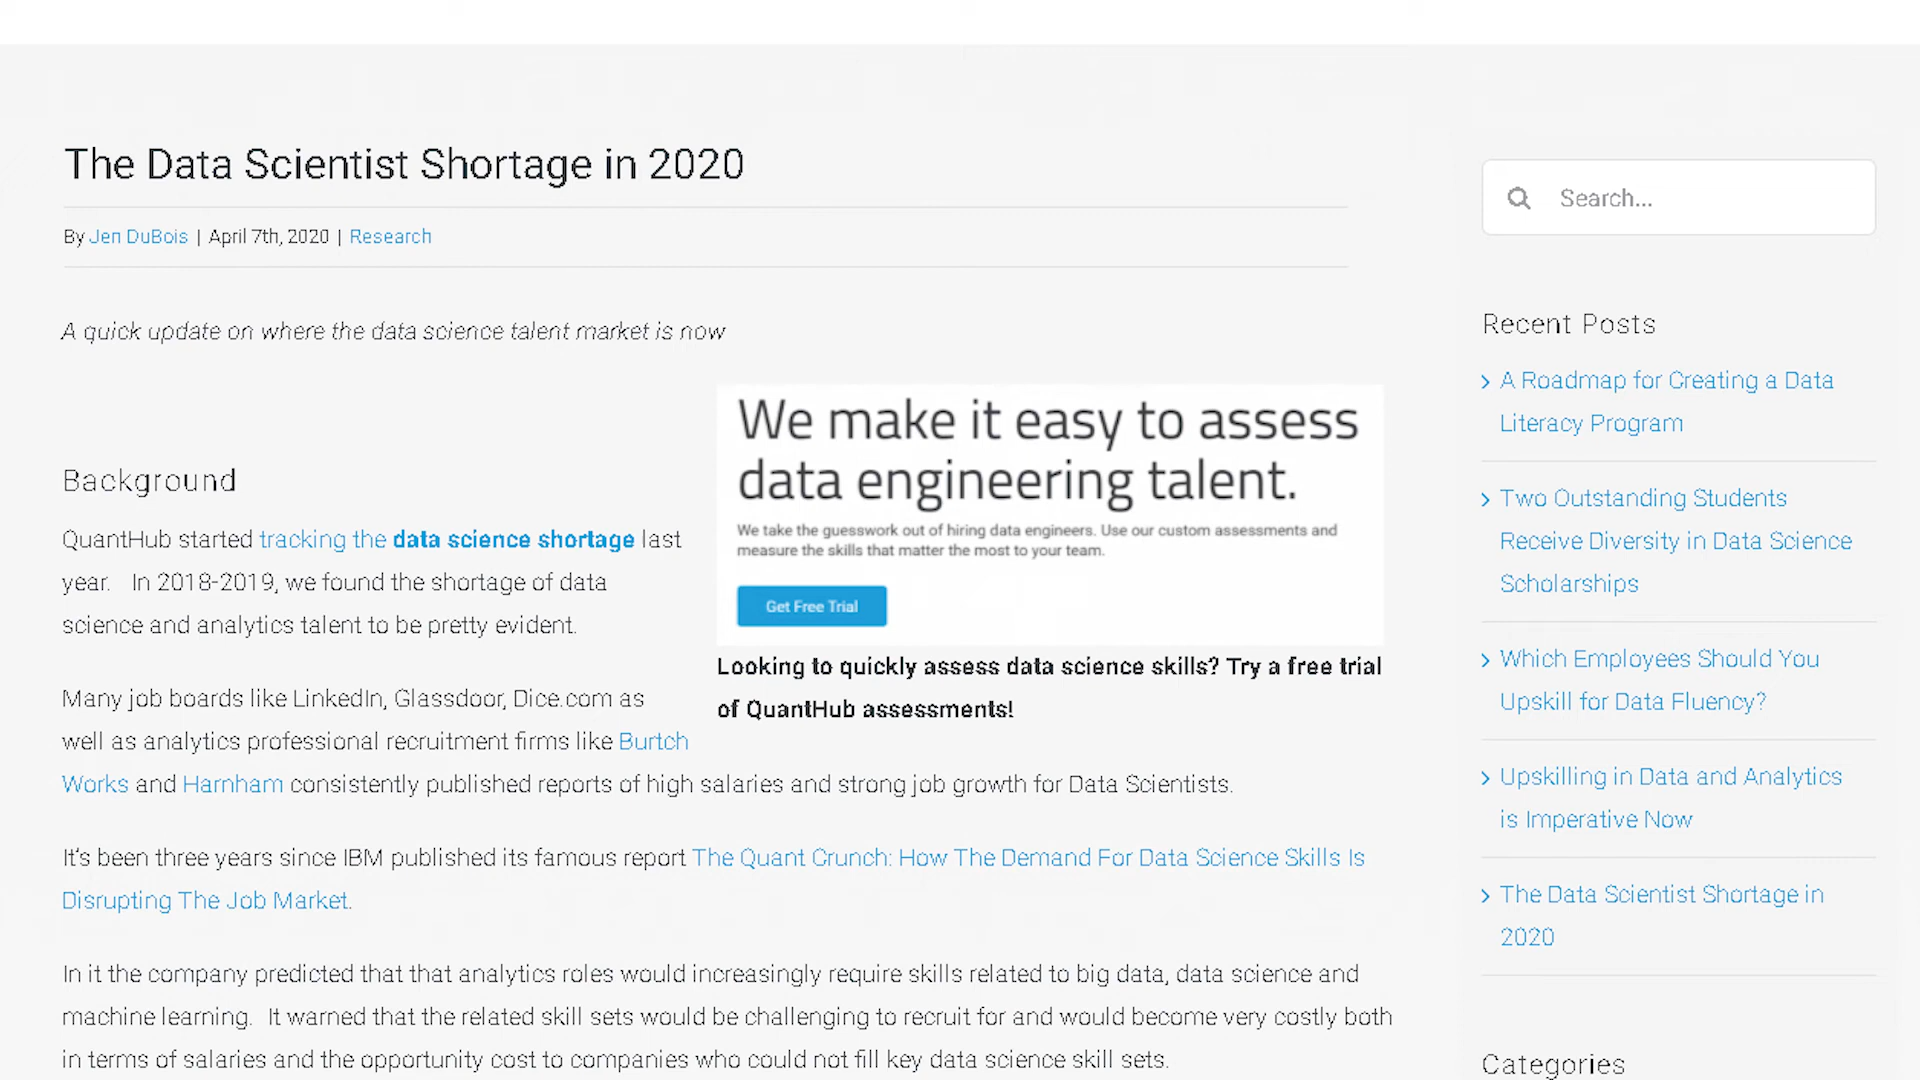 The Data Scientist Shortage in 2020
By Jen DuBois | April 7th, 2020 | Research
A quick update on where the data science talent market is now
We make it easy to assess
data engineering talent.
We take the guesswork out of hiring data engineers. Use our custom assessments and
measure the skills that matter the most to your team.
Get Free Trial
Looking to quickly assess data science skills? Try a free trial
of QuantHub assessments!
Background
QuantHub started tracking the data science shortage last
year. In 2018-2019, we found the shortage of data
science and analytics talent to be pretty evident.
Many job boards like LinkedIn, Glassdoor, Dice.com as
well as analytics professional recruitment firms like Burtch
Works and Harnham consistently published reports of high salaries and strong job growth for Data Scientists.
It's been three years since IBM published its famous report The Quant Crunch: How The Demand For Data Science Skills Is
Disrupting The Job Market.
In it the company predicted that that analytics roles would increasingly require skills related to big data, data science and
machine learning. It warned that the related skill sets would be challenging to recruit for and would become very costly both
in terms of salaries and the opportunity cost to companies who could not fill key data science skill sets.
Search...
Recent Posts
A Roadmap for Creating a Data
Literacy Program
Two Outstanding Students
Receive Diversity in Data Science
Scholarships
Which Employees Should You
Upskill for Data Fluency?
Upskilling in Data and Analytics
is Imperative Now
The Data Scientist Shortage in
2020
Categories